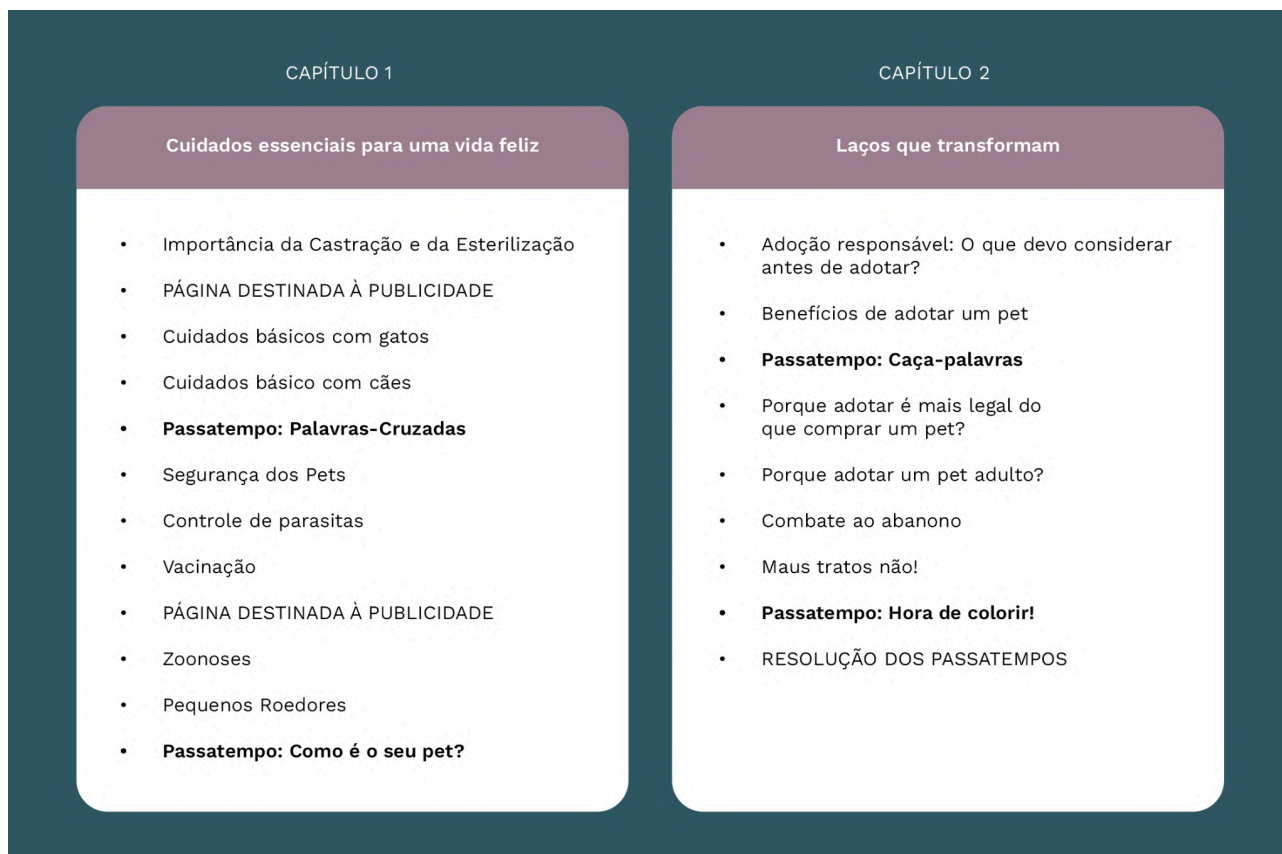 CAPÍTULO 1
Cuidados essenciais para uma vida feliz
• Importância da Castração e da Esterilização
• PÁGINA DESTINADA À PUBLICIDADE
• Cuidados básicos com gatos
• Cuidados básico com cães
• Passatempo: Palavras-Cruzadas
• Segurança dos Pets
• Controle de parasitas
• Vacinação
• PÁGINA DESTINADA À PUBLICIDADE
• Zoonoses
• Pequenos Roedores
• Passatempo: Como é o seu pet?
CAPÍTULO 2
Laços que transformam
• Adoção responsável: O que devo considerar
antes de adotar?
• Benefícios de adotar um pet
• Passatempo: Caça-palavras
• Porque adotar é mais legal do
que comprar um pet?
• Porque adotar um pet adulto?
• Combate ao abanono
• Maus tratos não!
• Passatempo: Hora de colorir!
• RESOLUÇÃO DOS PASSATEMPOS